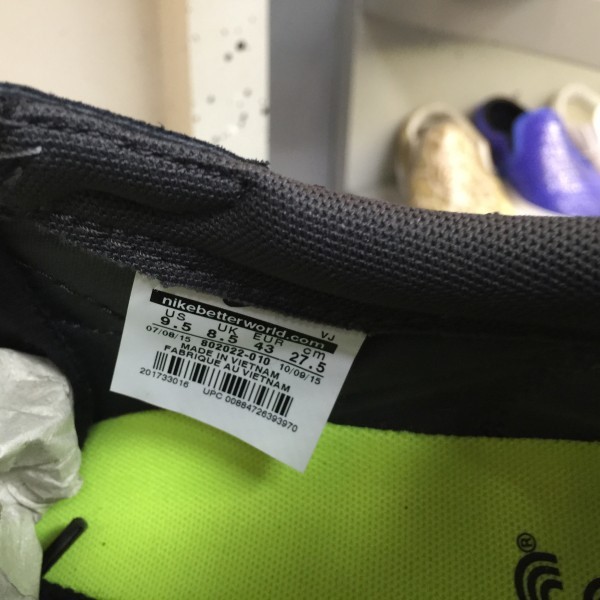 nikebetterworld.com
VJ
US UK EUR cm
9.5 8.5 43 27.5
07/08/15 802022-010 10/09/15
MADE IN VIETNAM
FABRIQUE AU VIETNAM
201733016 UPC 00884726393970
®